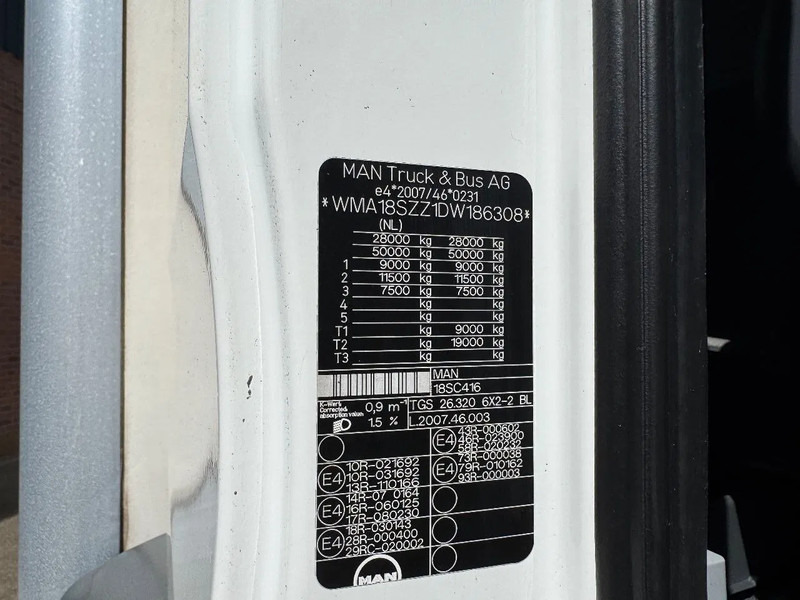 MAN Truck & Bus AG
e4*2007/46*0231
*WMA18SZZ1DW186308*
(NL)
28000 kg 28000 kg
50000 kg 50000 kg
1 9000 kg 9000 kg
2 11500 kg 11500 kg
3 7500 kg 7500 kg
4 kg kg
5 kg kg
T1 kg 9000 kg
T2 kg 19000 kg
T3 kg kg
MAN
18SC416
K-Wert
Corrected
absorption value: 0,9 m⁻¹
1.5 %
TGS 26.320 6X2-2 BL
L.2007.46.003
E4 43R-000602
46R-023900
58R-020232
E4 73R-000038
79R-010162
93R-000003
E4 10R-021692
10R-031692
13R-110166
E4 14R-07 0164
16R-060125
17R-080230
E4 18R-030143
28R-000400
29RC-020002
MAN